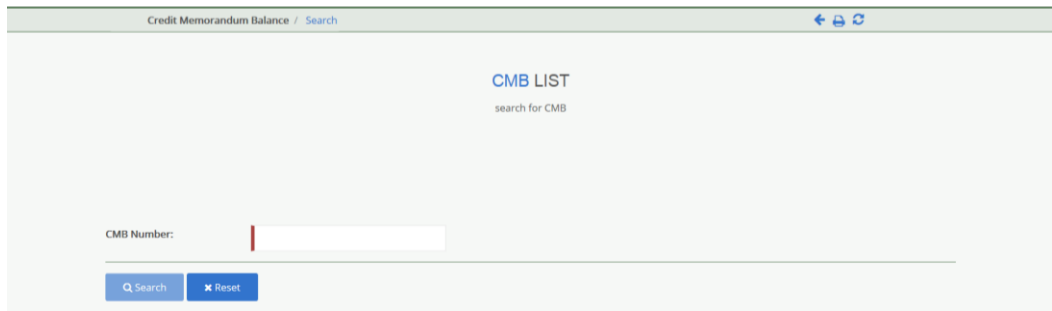 Credit Memorandum Balance / Search
CMB LIST
search for CMB
CMB Number:
Search
Reset